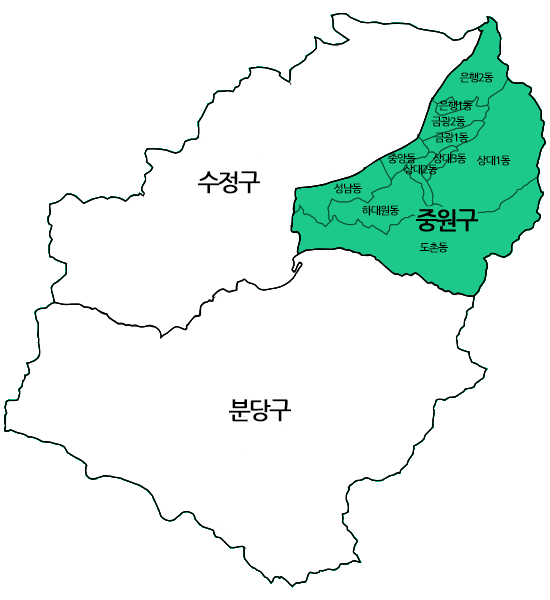 은행2동
은행1동
금광2동
금광1동
중앙동
상대3동
상대1동
상대2동
수정구
성남동
하대원동
중원구
도촌동
분당구